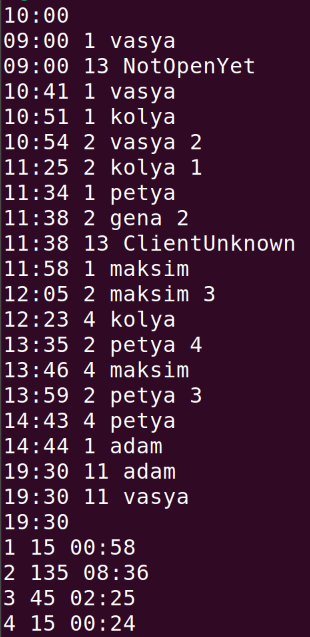 10:00
09:00 1 vasya
09:00 13 NotOpenYet
10:41 1 vasya
10:51 1 kolya
10:54 2 vasya 2
11:25 2 kolya 1
11:34 1 petya
11:38 2 gena 2
11:38 13 ClientUnknown
11:58 1 maksim
12:05 2 maksim 3
12:23 4 kolya
13:35 2 petya 4
13:46 4 maksim
13:59 2 petya 3
14:43 4 petya
14:44 1 adam
19:30 11 adam
19:30 11 vasya
19:30
1 15 00:58
2 135 08:36
3 45 02:25
4 15 00:24